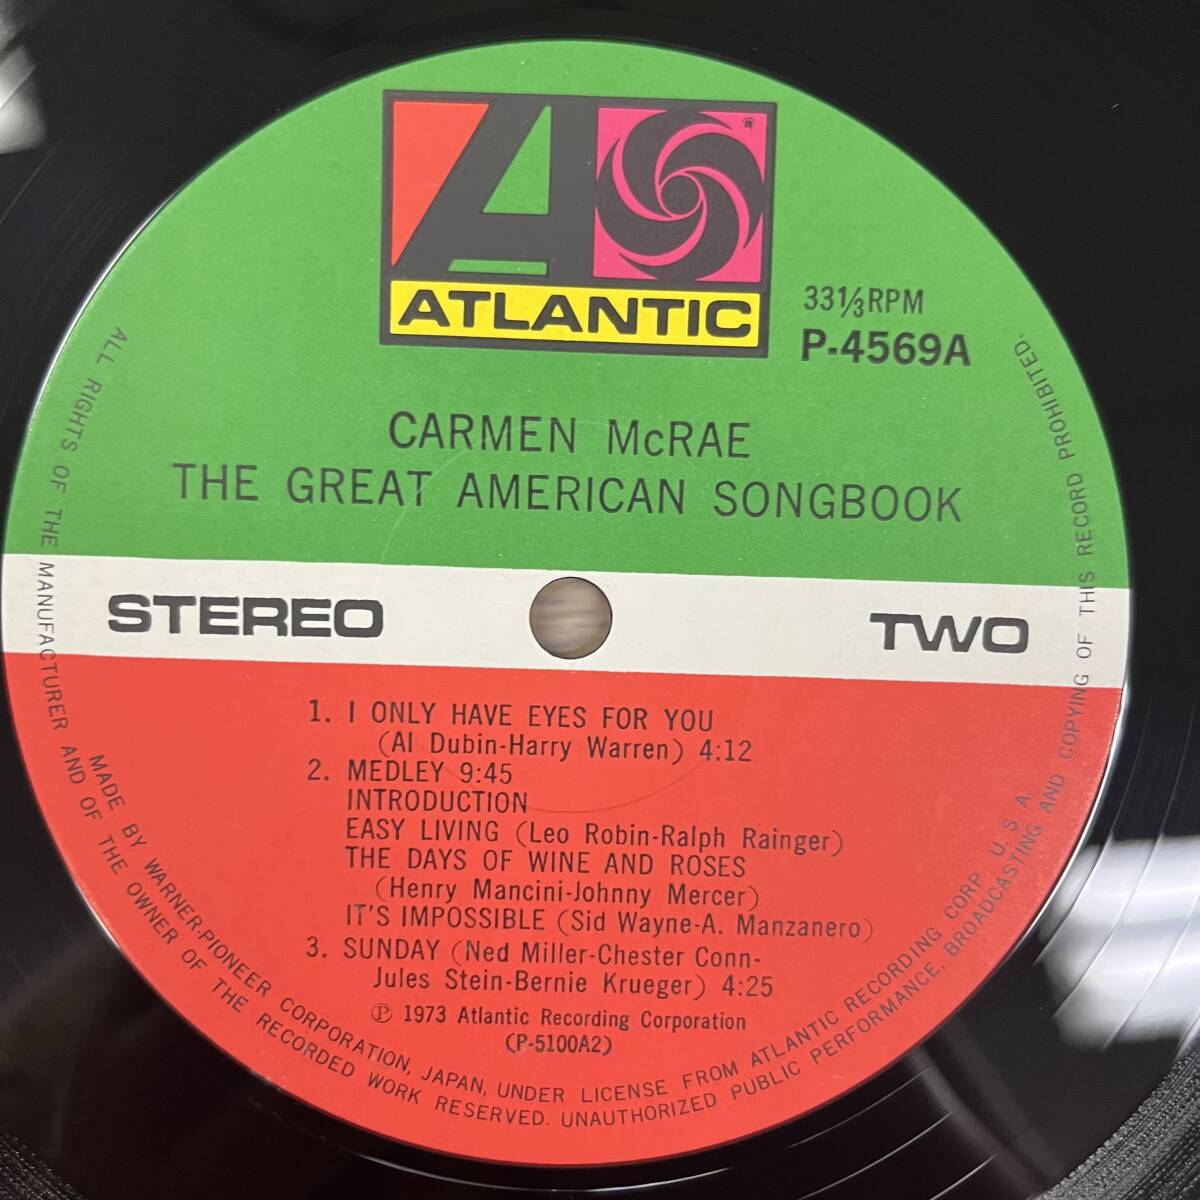 ATLANTIC
33⅓RPM
P-4569A
CARMEN McRAE
THE GREAT AMERICAN SONGBOOK
STEREO
TWO
1. I ONLY HAVE EYES FOR YOU
(Al Dubin-Harry Warren) 4:12
2. MEDLEY 9:45
INTRODUCTION
EASY LIVING (Leo Robin-Ralph Rainger)
THE DAYS OF WINE AND ROSES
(Henry Mancini-Johnny Mercer)
IT'S IMPOSSIBLE (Sid Wayne-A. Manzanero)
3. SUNDAY (Ned Miller-Chester Conn-
Jules Stein-Bernie Krueger) 4:25
℗ 1973 Atlantic Recording Corporation
(P-5100A2)
MADE BY WARNER-PIONEER CORPORATION, JAPAN, UNDER LICENSE FROM ATLANTIC RECORDING CORP. U. S. A.
ALL RIGHTS OF THE MANUFACTURER AND OF THE OWNER OF THE RECORDED WORK RESERVED. UNAUTHORIZED PUBLIC PERFORMANCE, BROADCASTING AND COPYING OF THIS RECORD PROHIBITED.